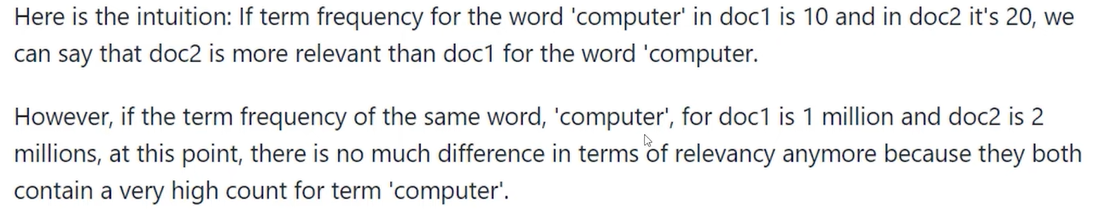 Here is the intuition: If term frequency for the word 'computer' in doc1 is 10 and in doc2 it's 20, we
can say that doc2 is more relevant than doc1 for the word 'computer.
However, if the term frequency of the same word, 'computer', for doc1 is 1 million and doc2 is 2
millions, at this point, there is no much difference in terms of relevancy anymore because they both
contain a very high count for term 'computer'.